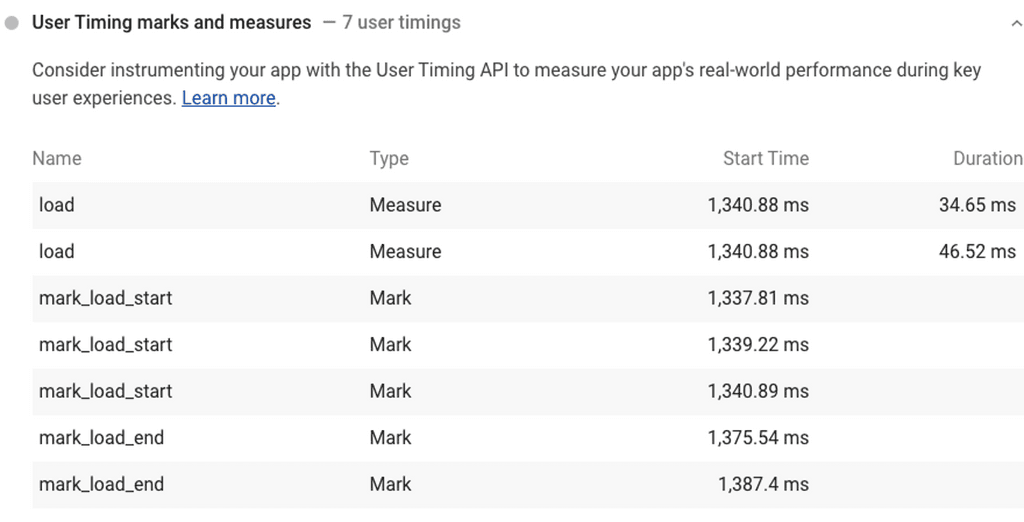 User Timing marks and measures — 7 user timings
Consider instrumenting your app with the User Timing API to measure your app's real-world performance during key
user experiences. Learn more.
Name Type Start Time Duration
load Measure 1,340.88 ms 34.65 ms
load Measure 1,340.88 ms 46.52 ms
mark_load_start Mark 1,337.81 ms
mark_load_start Mark 1,339.22 ms
mark_load_start Mark 1,340.89 ms
mark_load_end Mark 1,375.54 ms
mark_load_end Mark 1,387.4 ms